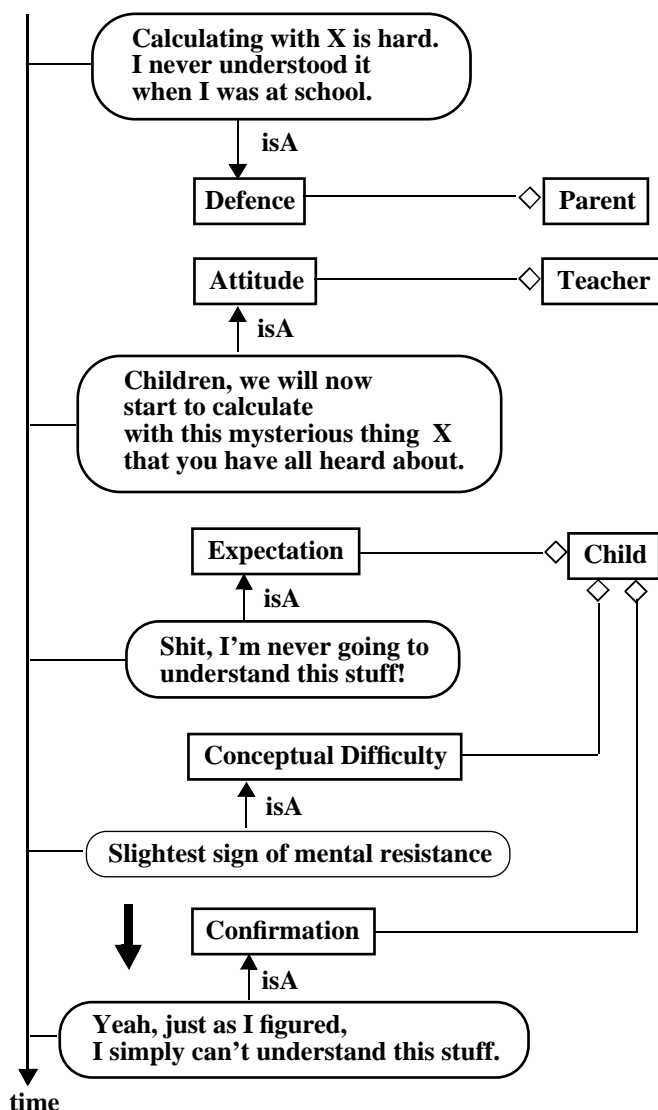 Calculating with X is hard.
I never understood it
when I was at school.
isA
Defence
Parent
Attitude
Teacher
isA
Children, we will now
start to calculate
with this mysterious thing X
that you have all heard about.
Expectation
Child
isA
Shit, I'm never going to
understand this stuff!
Conceptual Difficulty
isA
Slightest sign of mental resistance
Confirmation
isA
Yeah, just as I figured,
I simply can't understand this stuff.
time